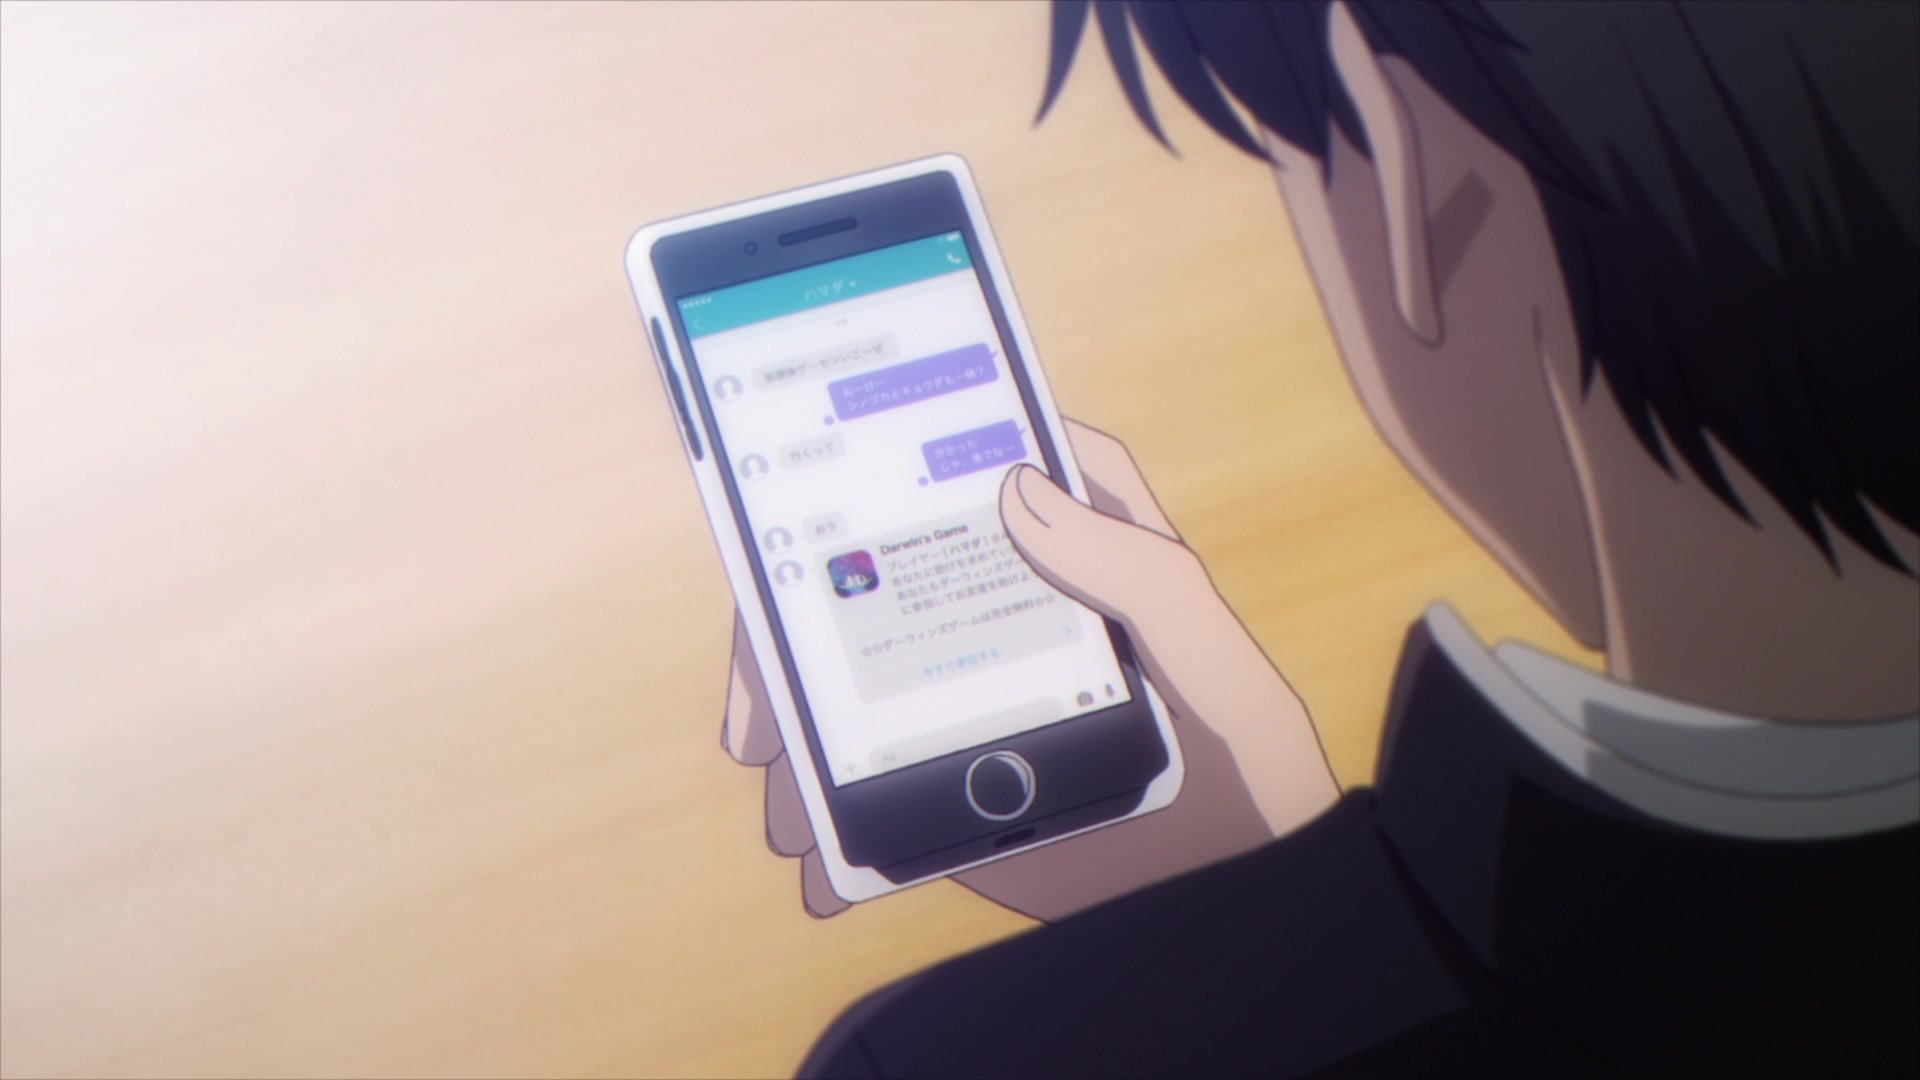 ハマダ
放課後ゲーセンいこーぜ
おーけー
シノヅカとキョウダも一緒?
行くって
分かった
じゃ、後でなー
おう
Darwin's Game
プレイヤー「ハマダ」さん
あなたに助けを求めてい
あなたもダーウィンズゲー
に参加してお友達を助けよ
☆☆ダーウィンズゲームは完全無料☆☆
今すぐ参加する